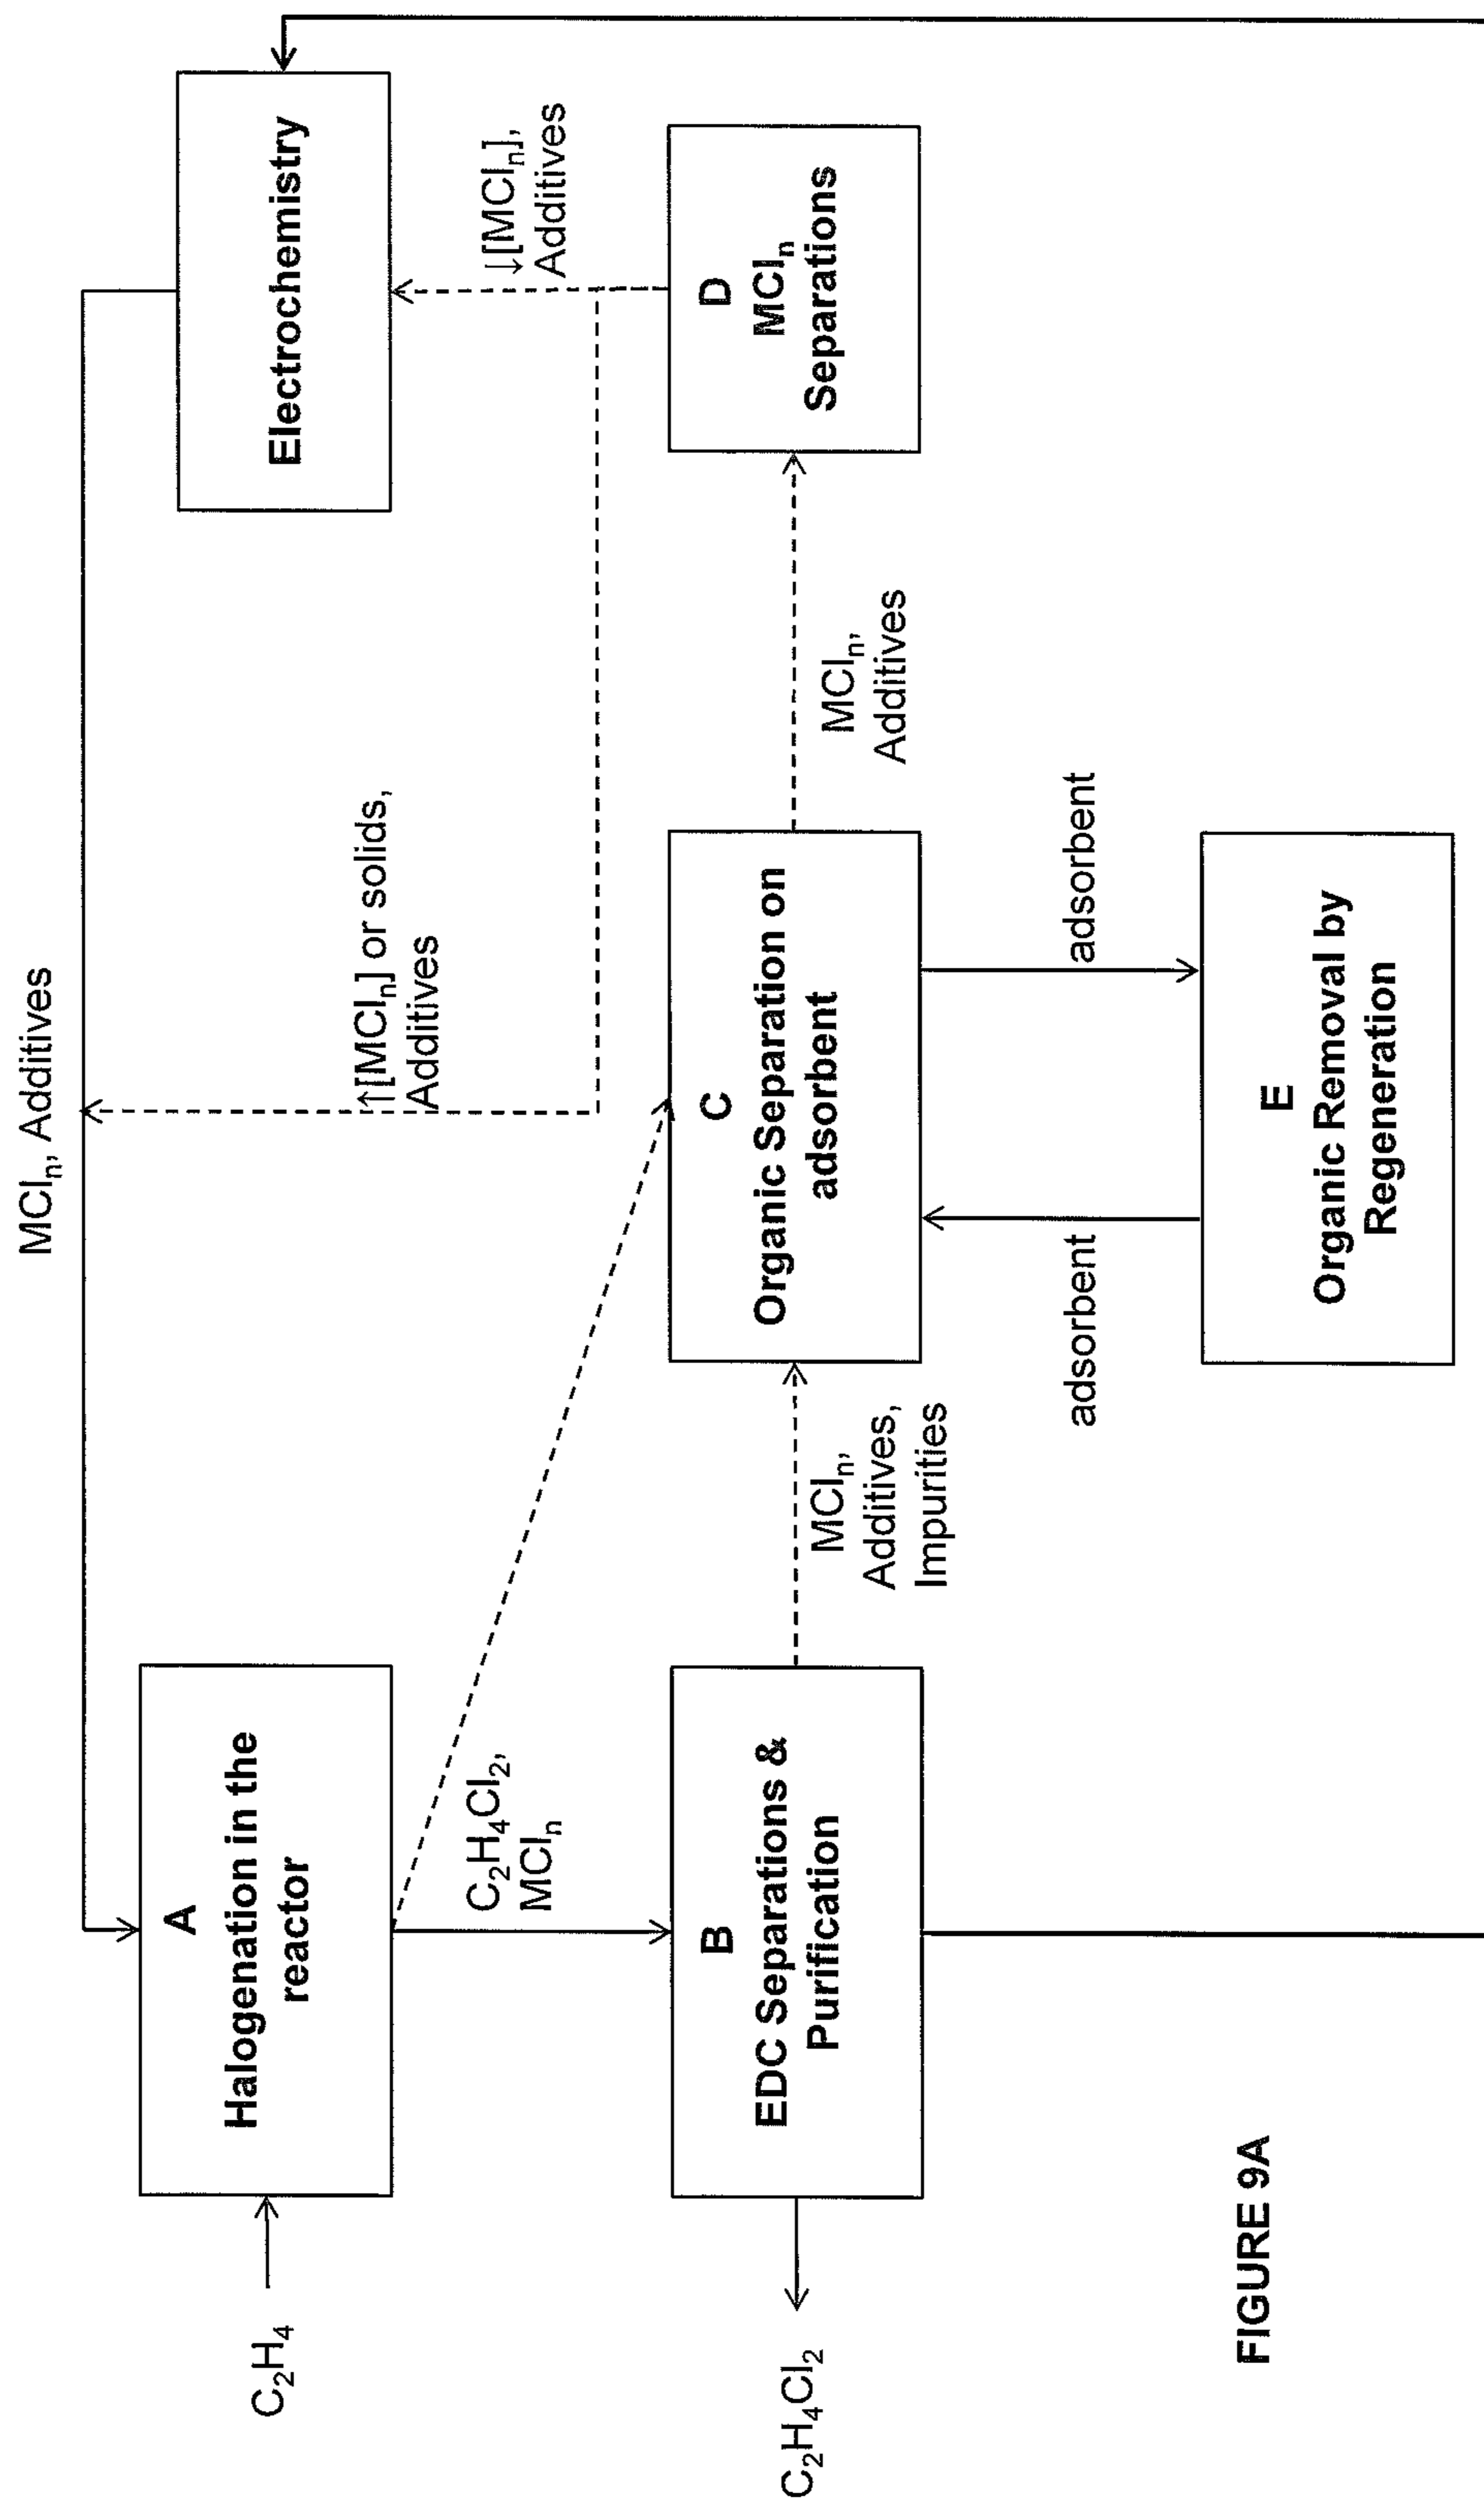 MClₙ, Additives
C₂H₄
A
Halogenation in the
reactor
↑[MClₙ] or solids,
Additives
Electrochemistry
C₂H₄Cl₂,
MClₙ
↓[MClₙ],
Additives
C₂H₄Cl₂
B
EDC Separations &
Purification
MClₙ,
Additives,
Impurities
C
Organic Separation on
adsorbent
MClₙ,
Additives
D
MClₙ
Separations
adsorbent
adsorbent
E
Organic Removal by
Regeneration
FIGURE 9A